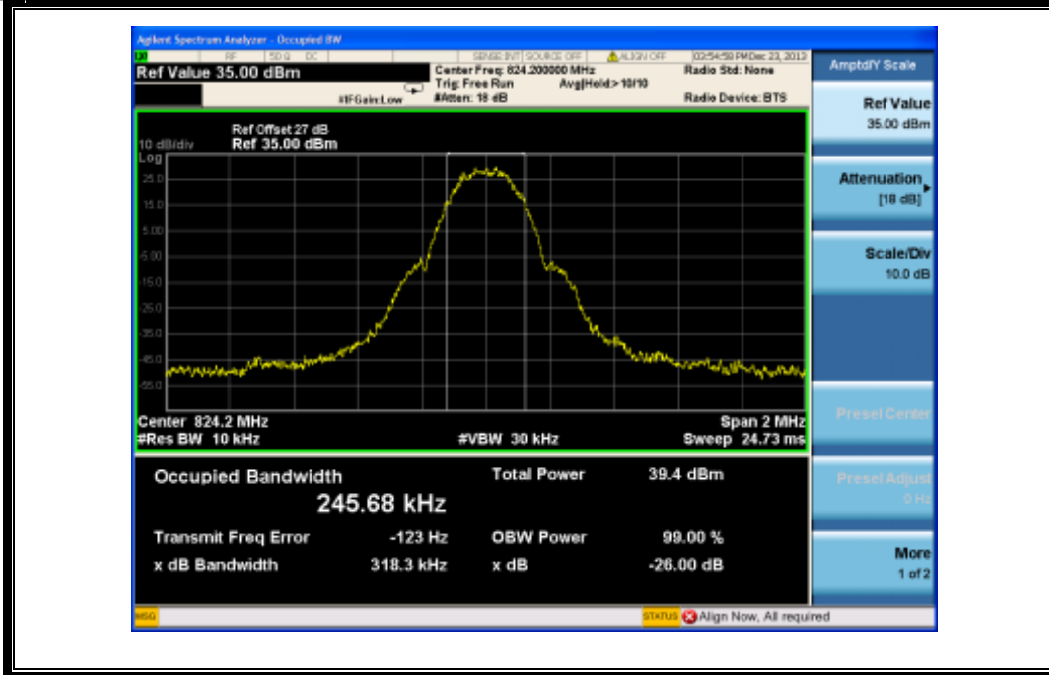 Agilent Spectrum Analyzer - Occupied BW
RF 50 Ω DC SENSE:INT SOURCE OFF ALIGN OFF 03:54:58 PM Dec 23, 2013
Ref Value 35.00 dBm
Center Freq: 824.200000 MHz
Radio Std: None
Trig: Free Run Avg|Hold:> 10/10
#IFGain:Low
#Atten: 18 dB
Radio Device: BTS
Ref Offset 27 dB
10 dB/div Ref 35.00 dBm
Log
25.0
15.0
5.00
-5.00
-15.0
-25.0
-35.0
-45.0
-55.0
Center 824.2 MHz
Span 2 MHz
#Res BW 10 kHz
#VBW 30 kHz
Sweep 24.73 ms
Occupied Bandwidth
245.68 kHz
Total Power 39.4 dBm
Transmit Freq Error -123 Hz
OBW Power 99.00 %
x dB Bandwidth 318.3 kHz
x dB -26.00 dB
AmptdY Scale
Ref Value
35.00 dBm
Attenuation
[18 dB]
Scale/Div
10.0 dB
Presel Center
Presel Adjust
0 Hz
More
1 of 2
MSG
STATUS Align Now, All required